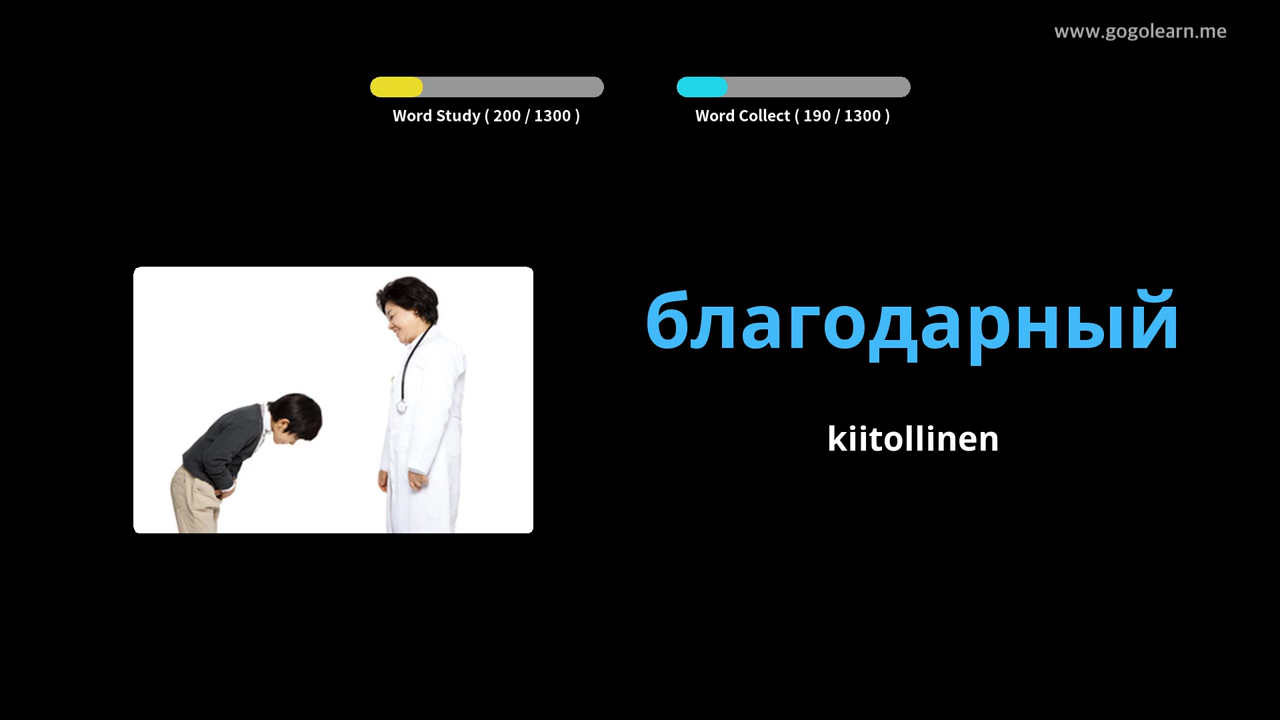 www.gogolearn.me
Word Study ( 200 / 1300 )
Word Collect ( 190 / 1300 )
благодарный
kiitollinen